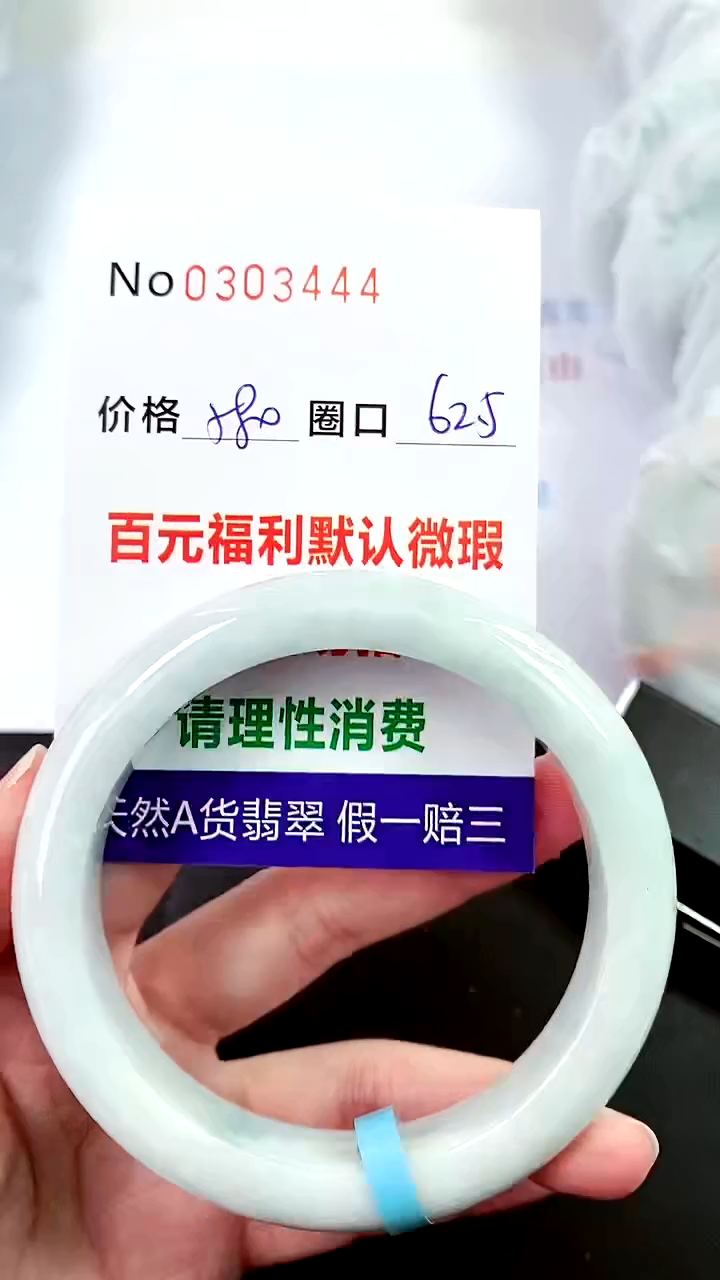 No0303444
价格 圈口 625
百元福利默认微瑕
请理性消费
天然A货翡翠 假一赔三